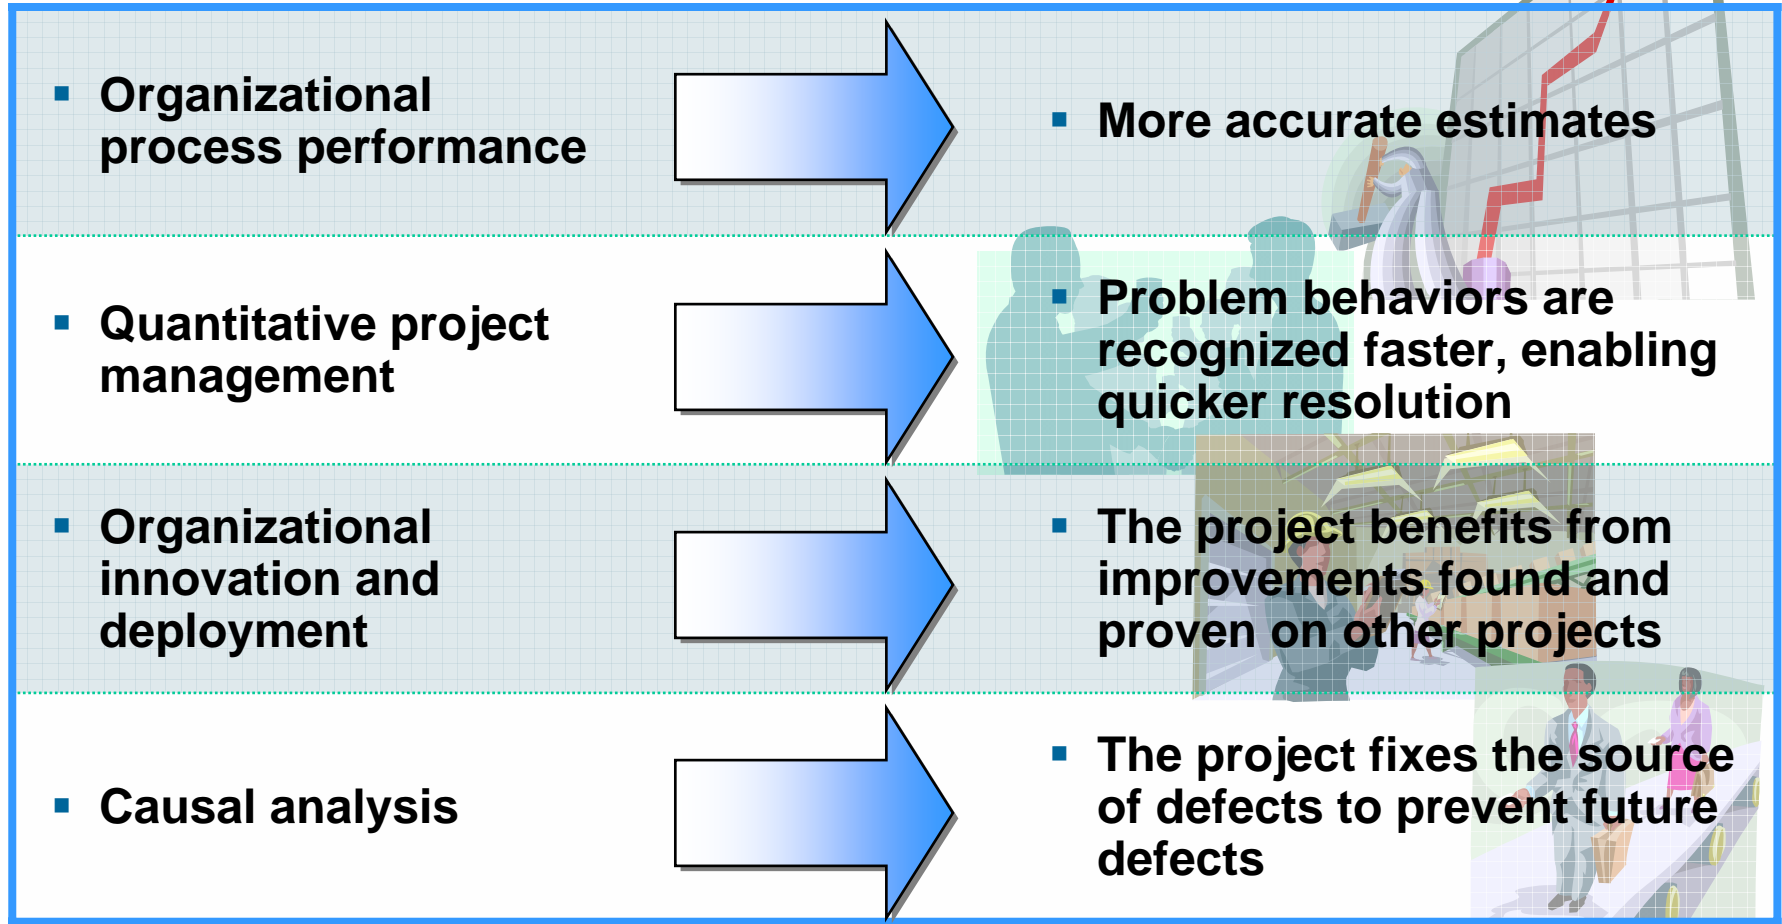 ▪ Organizational
process performance
▪ More accurate estimates
▪ Quantitative project
management
▪ Problem behaviors are
recognized faster, enabling
quicker resolution
▪ Organizational
innovation and
deployment
▪ The project benefits from
improvements found and
proven on other projects
▪ Causal analysis
▪ The project fixes the source
of defects to prevent future
defects